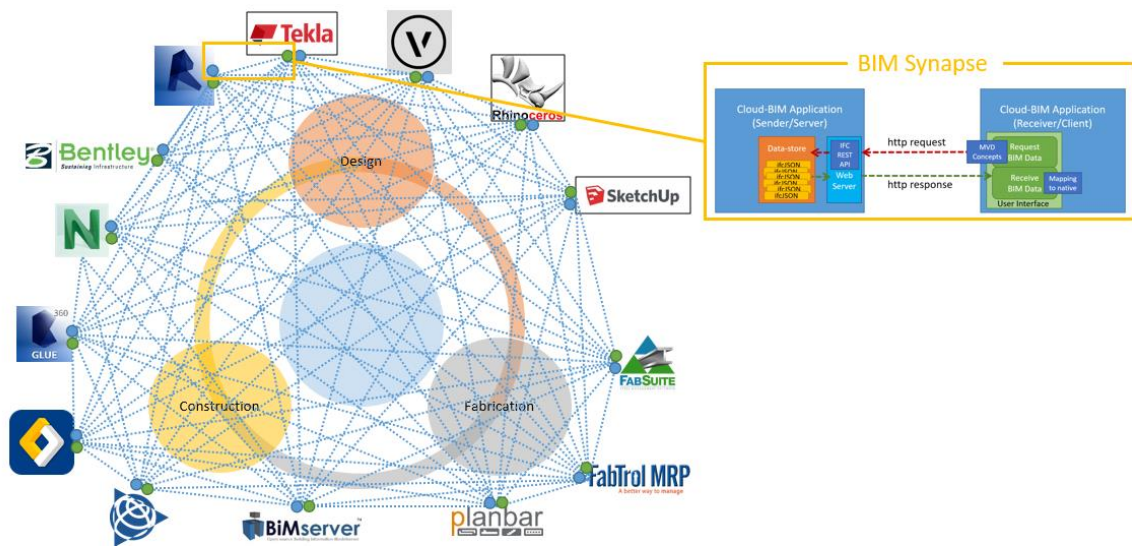 Tekla
V
R
Rhinoceros
BIM Synapse
Cloud-BIM Application
(Sender/Server)
Cloud-BIM Application
(Receiver/Client)
Data-store
ifcJSON
ifcJSON
ifcJSON
ifcJSON
ifcJSON
IFC
REST
API
Web
Server
http request
http response
MVD
Concepts
Request
BIM Data
Receive
BIM Data
Mapping
to native
User Interface
Bentley
Sustaining Infrastructure
Design
SketchUp
N
360
GLUE
FABSUITE
Construction
Fabrication
FabTrol MRP
A better way to manage
BiMserver
planbar